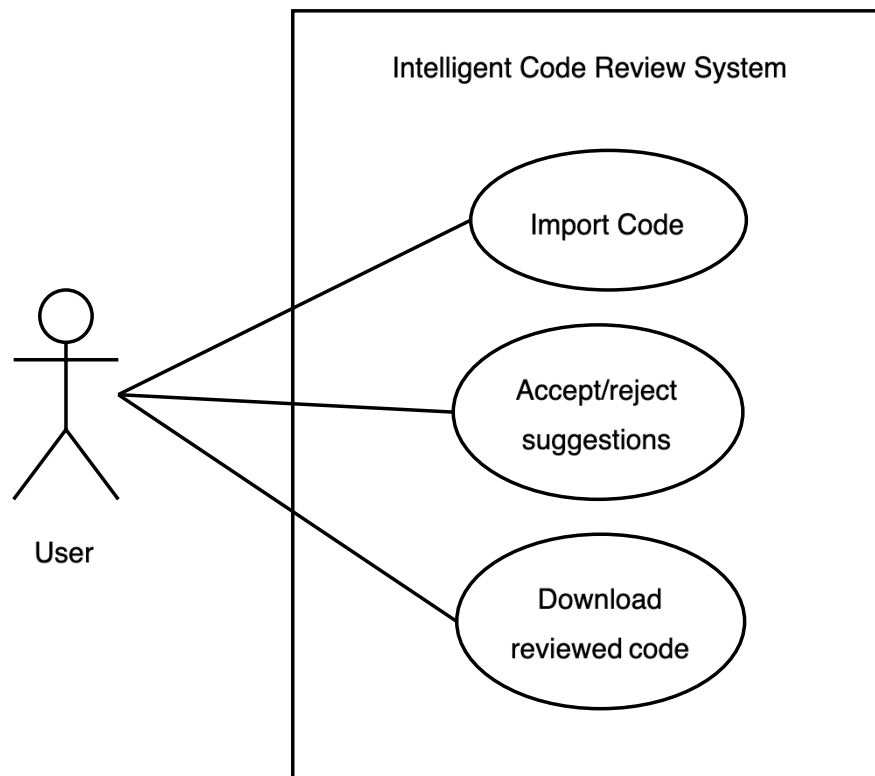 Intelligent Code Review System
Import Code
Accept/reject
suggestions
User
Download
reviewed code